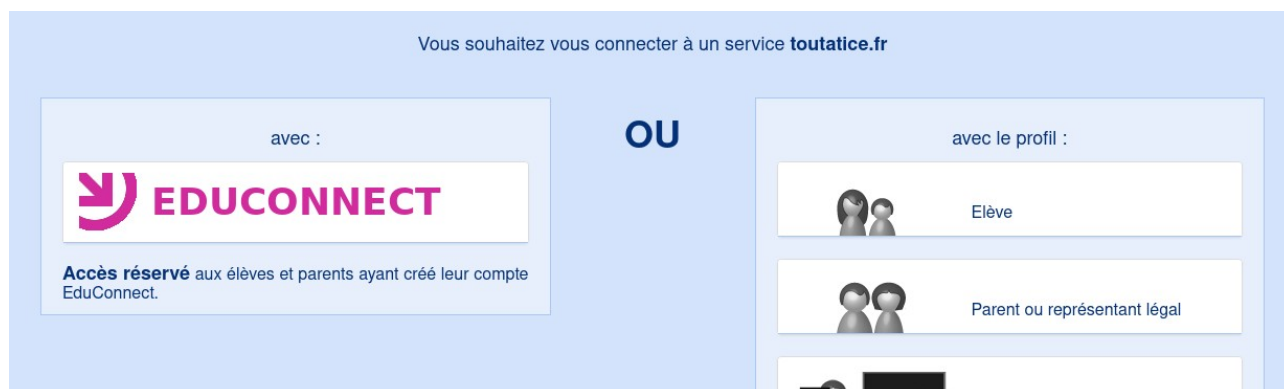 Vous souhaitez vous connecter à un service toutatice.fr
avec :
EDUCONNECT
Accès réservé aux élèves et parents ayant créé leur compte
EduConnect.
OU
avec le profil :
Elève
Parent ou représentant légal